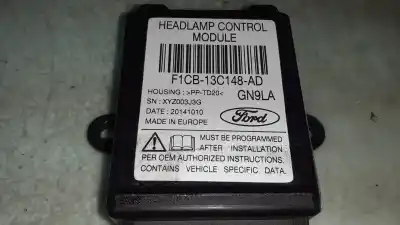 HEADLAMP CONTROL
MODULE
F1CB-13C148-AD
HOUSING : >PP-TD20<
GN9LA
SN : XYZ003J3G
DATE : 20141010
MADE IN EUROPE
Ford
MUST BE PROGRAMMED
AFTER INSTALLATION
PER OEM AUTHORIZED INSTRUCTIONS.
CONTAINS VEHICLE SPECIFIC DATA.